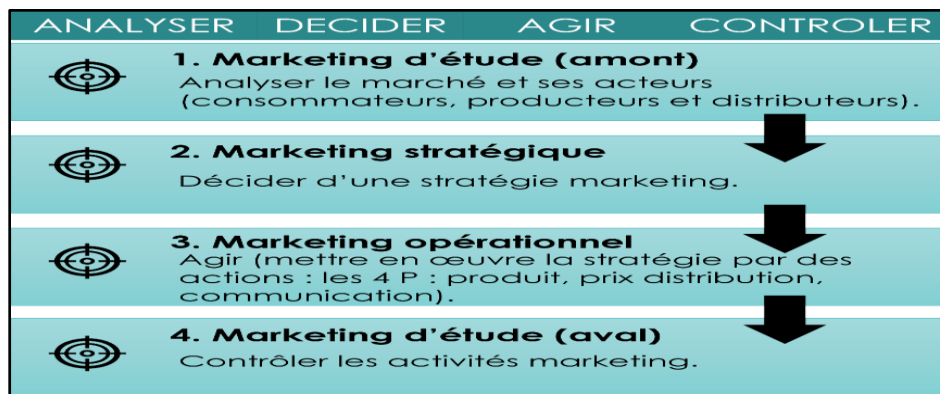 ANALYSER DECIDER AGIR CONTROLER
1. Marketing d'étude (amont)
Analyser le marché et ses acteurs
(consommateurs, producteurs et distributeurs).
2. Marketing stratégique
Décider d'une stratégie marketing.
3. Marketing opérationnel
Agir (mettre en œuvre la stratégie par des
actions : les 4 P : produit, prix distribution,
communication).
4. Marketing d'étude (aval)
Contrôler les activités marketing.